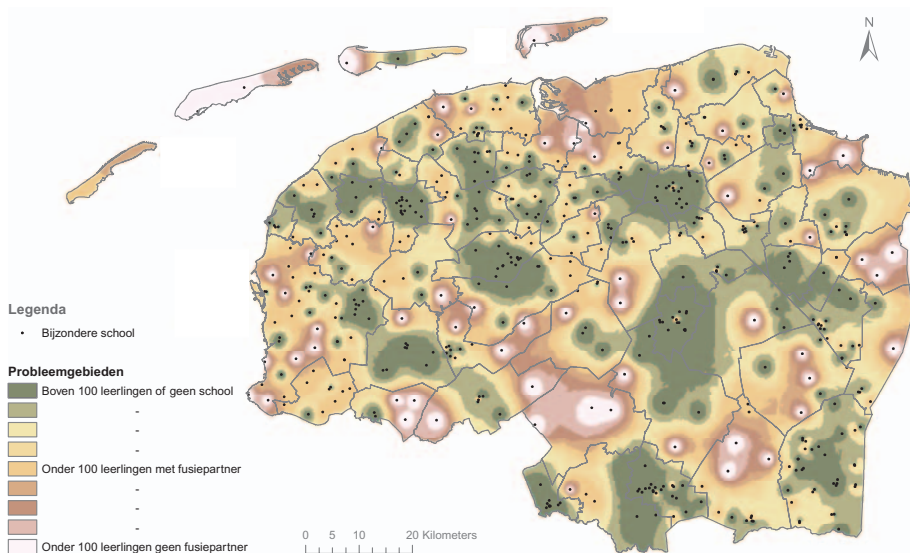 N
Legenda
Bijzondere school
Probleemgebieden
Boven 100 leerlingen of geen school
-
-
-
Onder 100 leerlingen met fusiepartner
-
-
-
Onder 100 leerlingen geen fusiepartner
0 5 10 20 Kilometers